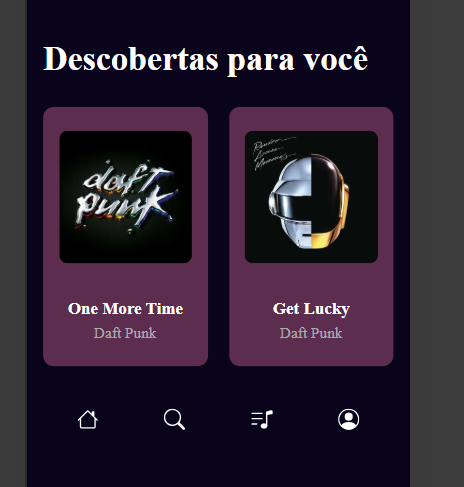 Descobertas para você
daft
punk
Random
Access
Memories
One More Time
Get Lucky
Daft Punk
Daft Punk